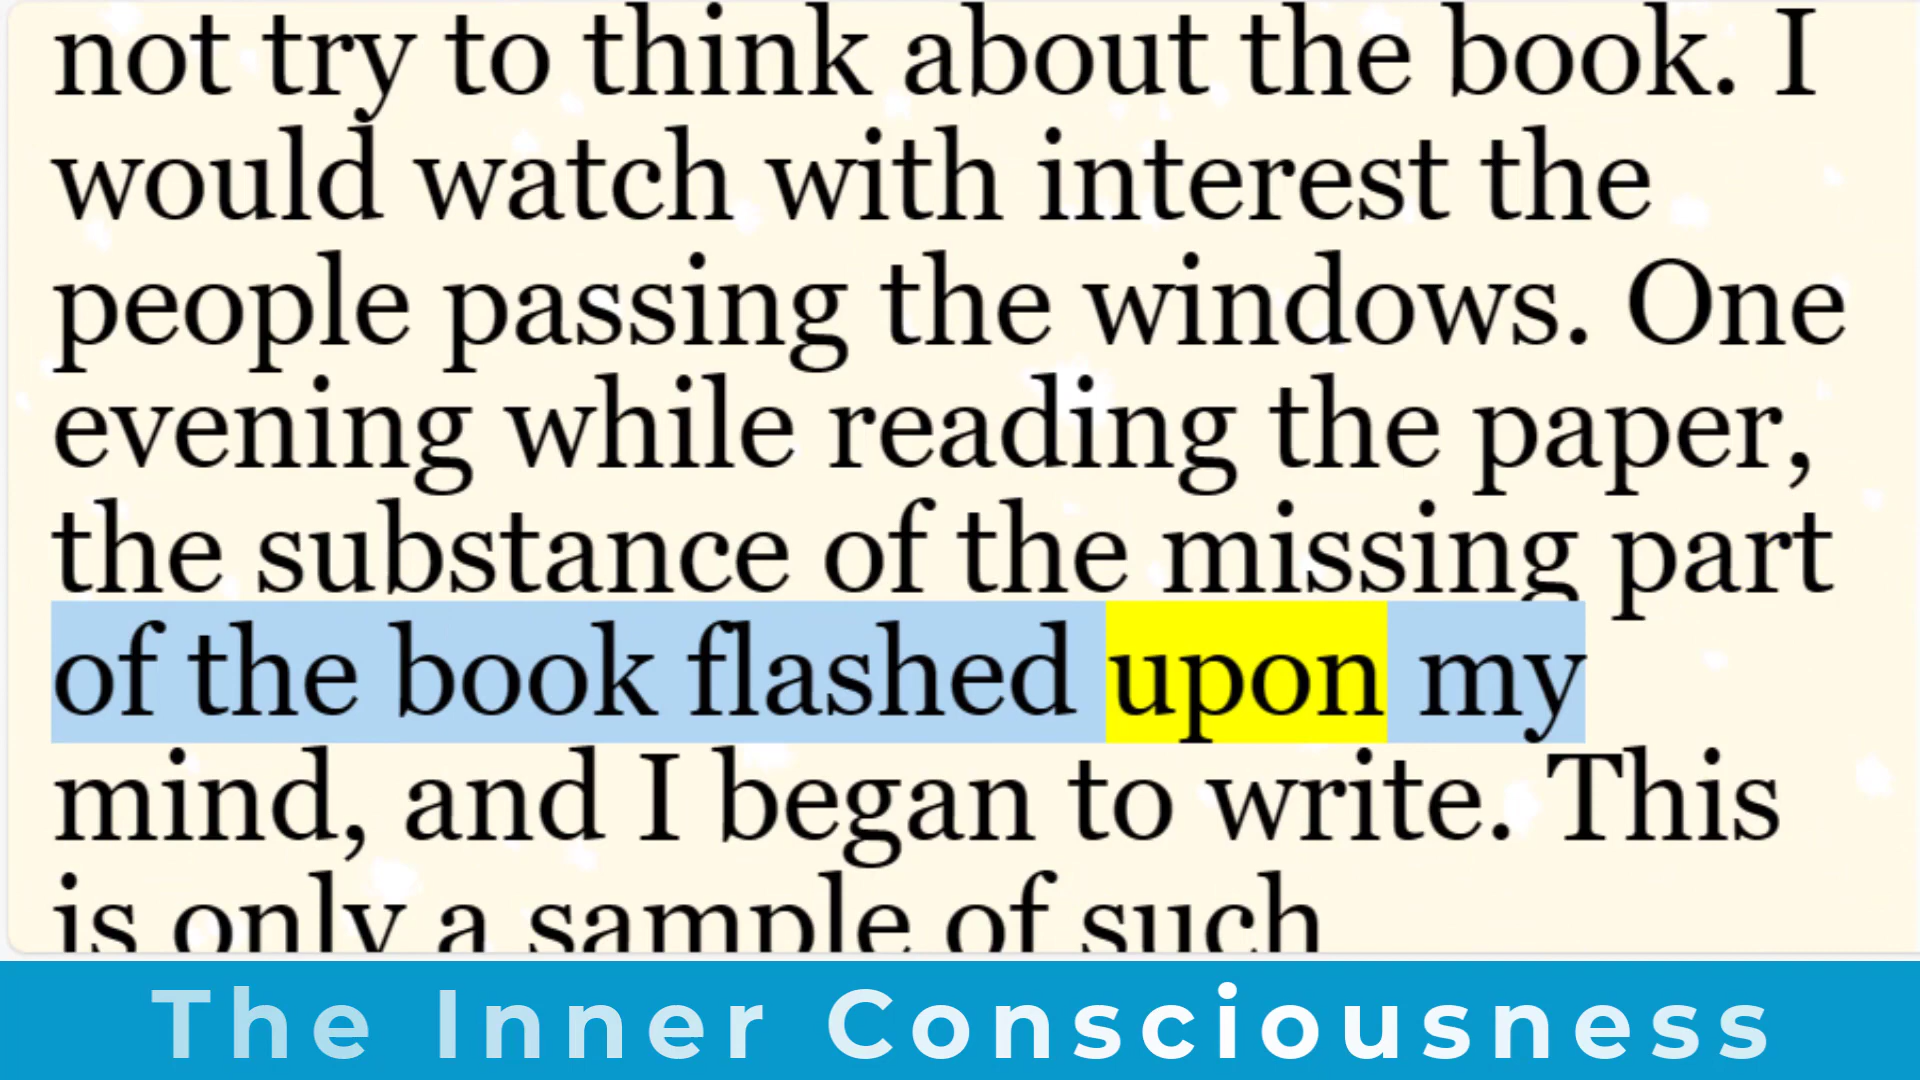 not try to think about the book. I
would watch with interest the
people passing the windows. One
evening while reading the paper,
the substance of the missing part
of the book flashed upon my
mind, and I began to write. This
is only a sample of such
The Inner Consciousness